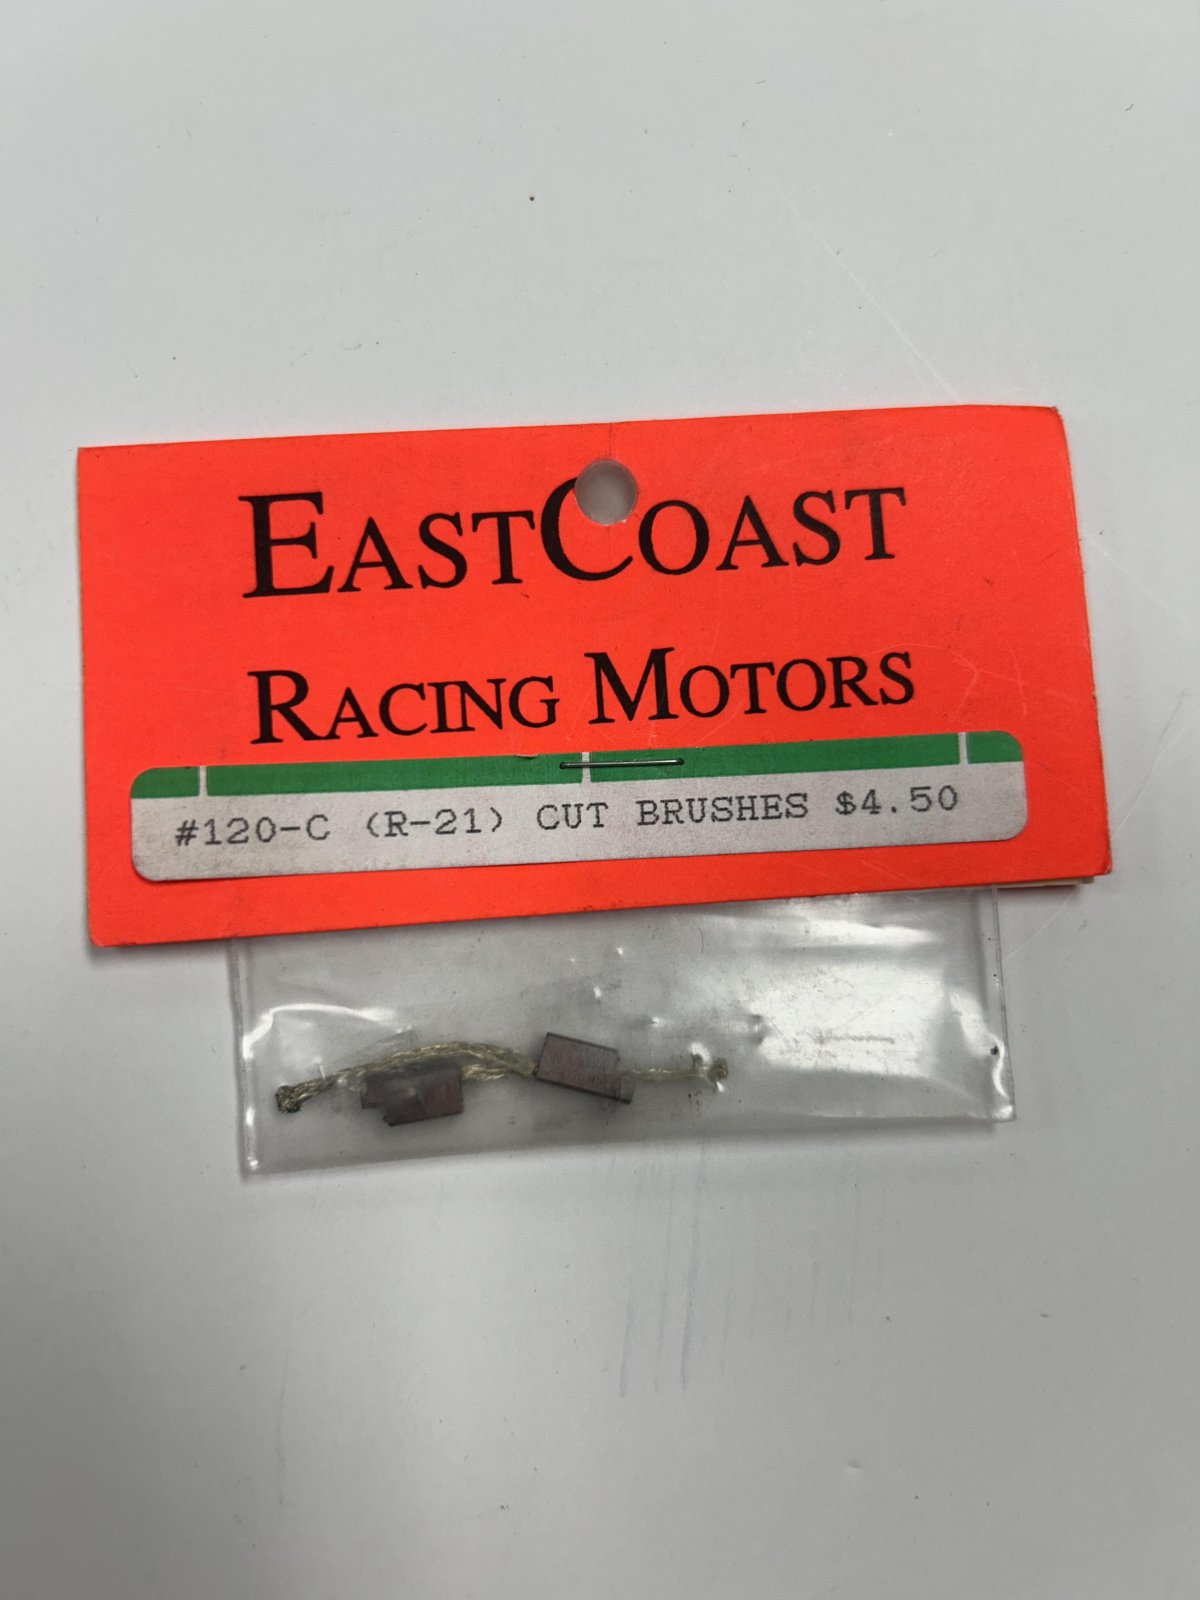 EASTCOAST
RACING MOTORS
#120-C (R-21) CUT BRUSHES $4.50